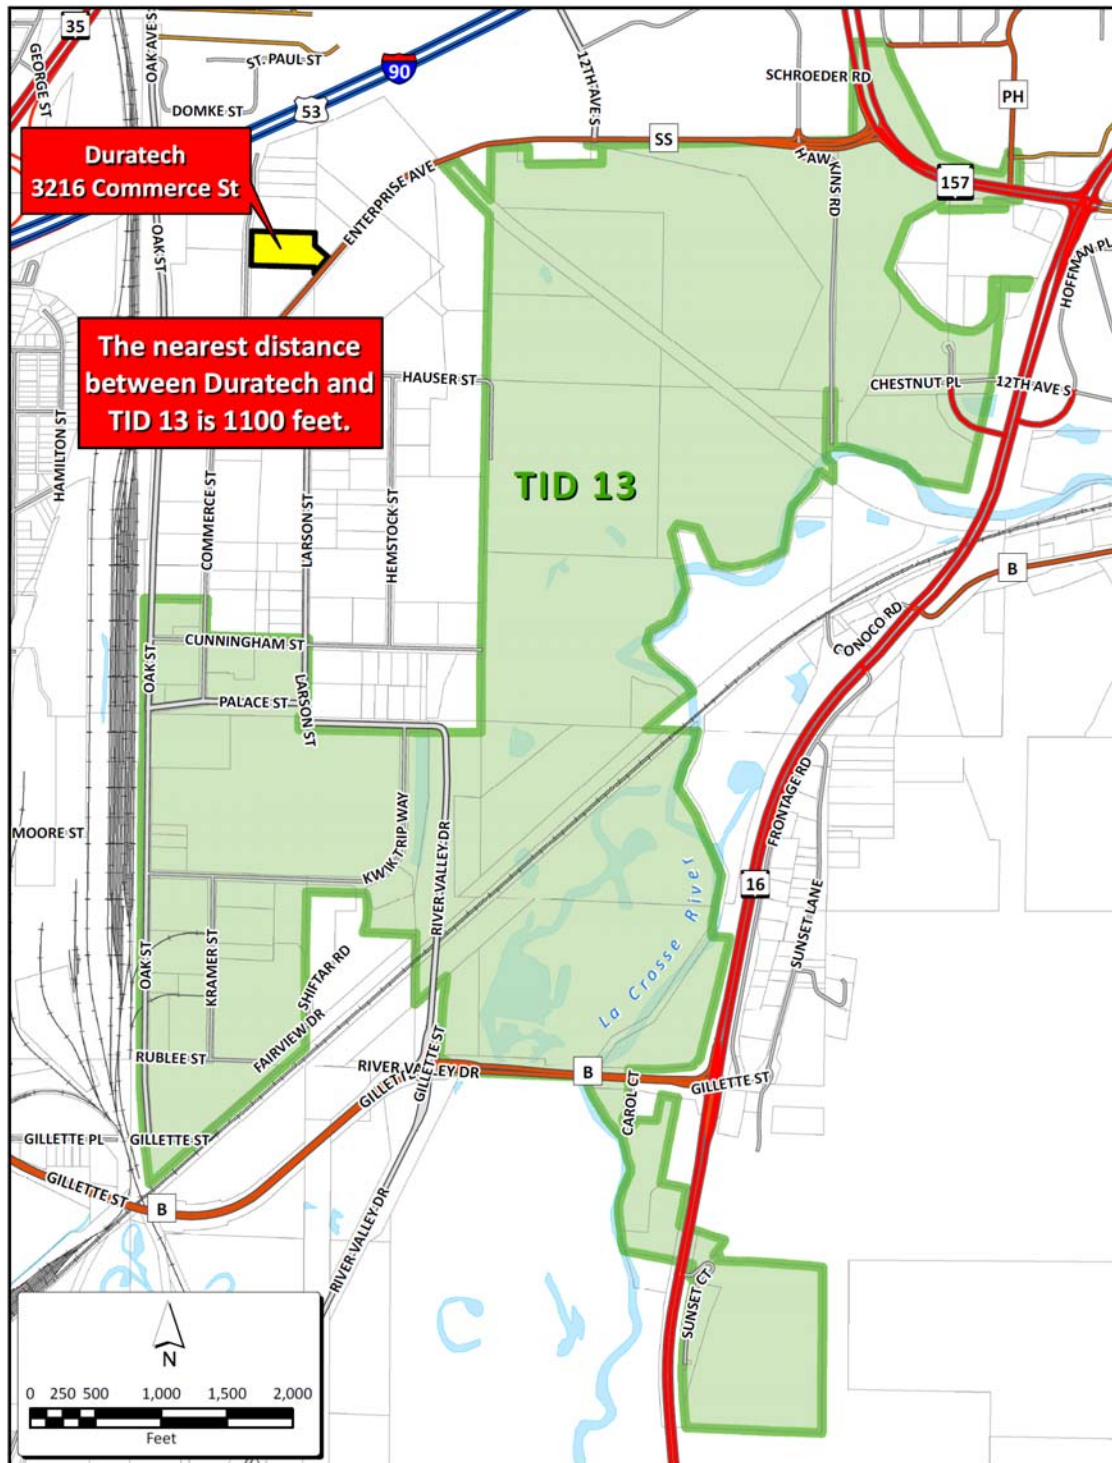 35
GEORGE ST
OAK AVE S
ST. PAUL ST
90
12TH AVE S
SCHROEDER RD
DOMKE ST
53
PH
SS
Duratech
3216 Commerce St
HAWKINS RD
157
ENTERPRISE AVE
OAK ST
HOFFMAN PL
The nearest distance
between Duratech and
TID 13 is 1100 feet.
HAUSER ST
CHESTNUT PL
12TH AVE S
HAMILTON ST
TID 13
COMMERCE ST
LARSON ST
HEMSTOCK ST
B
CONOCO RD
CUNNINGHAM ST
OAK ST
PALACE ST
LARSON ST
FRONTAGE RD
MOORE ST
KWIK TRIP WAY
RIVER VALLEY DR
16
La Crosse River
SUNSET LANE
OAK ST
KRAMER ST
SHIFTAR RD
FAIRVIEW DR
RUBLEE ST
RIVER VALLEY DR
B
GILLETTE ST
GILLETTE ST
GILLETTE ST
CAROL CT
GILLETTE PL
GILLETTE ST
GILLETTE ST
B
RIVER VALLEY DR
SUNSET CT
N
0 250 500 1,000 1,500 2,000
Feet